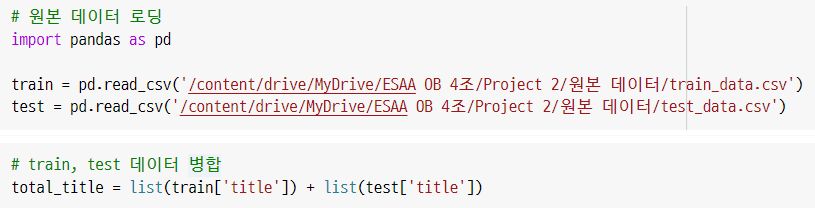 # 원본 데이터 로딩
import pandas as pd
train = pd.read_csv('/content/drive/MyDrive/ESAA OB 4조/Project 2/원본 데이터/train_data.csv')
test = pd.read_csv('/content/drive/MyDrive/ESAA OB 4조/Project 2/원본 데이터/test_data.csv')
# train, test 데이터 병합
total_title = list(train['title']) + list(test['title'])